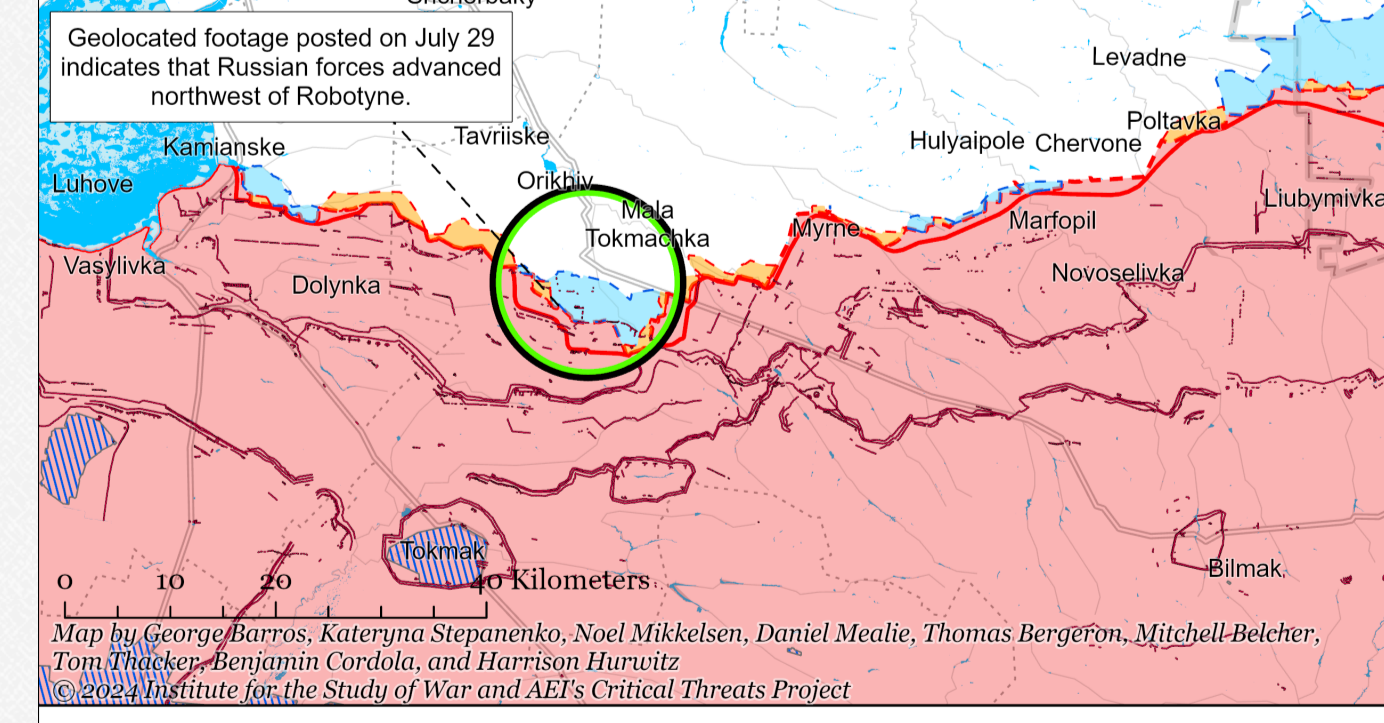 Shcherbaky
Geolocated footage posted on July 29
indicates that Russian forces advanced
northwest of Robotyne.
Levadne
Poltavka
Tavriiske
Hulyaipole
Chervone
Kamianske
Luhove
Orikhiv
Liubymivka
Mala
Tokmachka
Myrne
Marfopil
Vasylivka
Dolynka
Novoselivka
Tokmak
Bilmak
0 10 20 40 Kilometers
Map by George Barros, Kateryna Stepanenko, Noel Mikkelsen, Daniel Mealie, Thomas Bergeron, Mitchell Belcher,
Tom Thacker, Benjamin Cordola, and Harrison Hurwitz
© 2024 Institute for the Study of War and AEI's Critical Threats Project